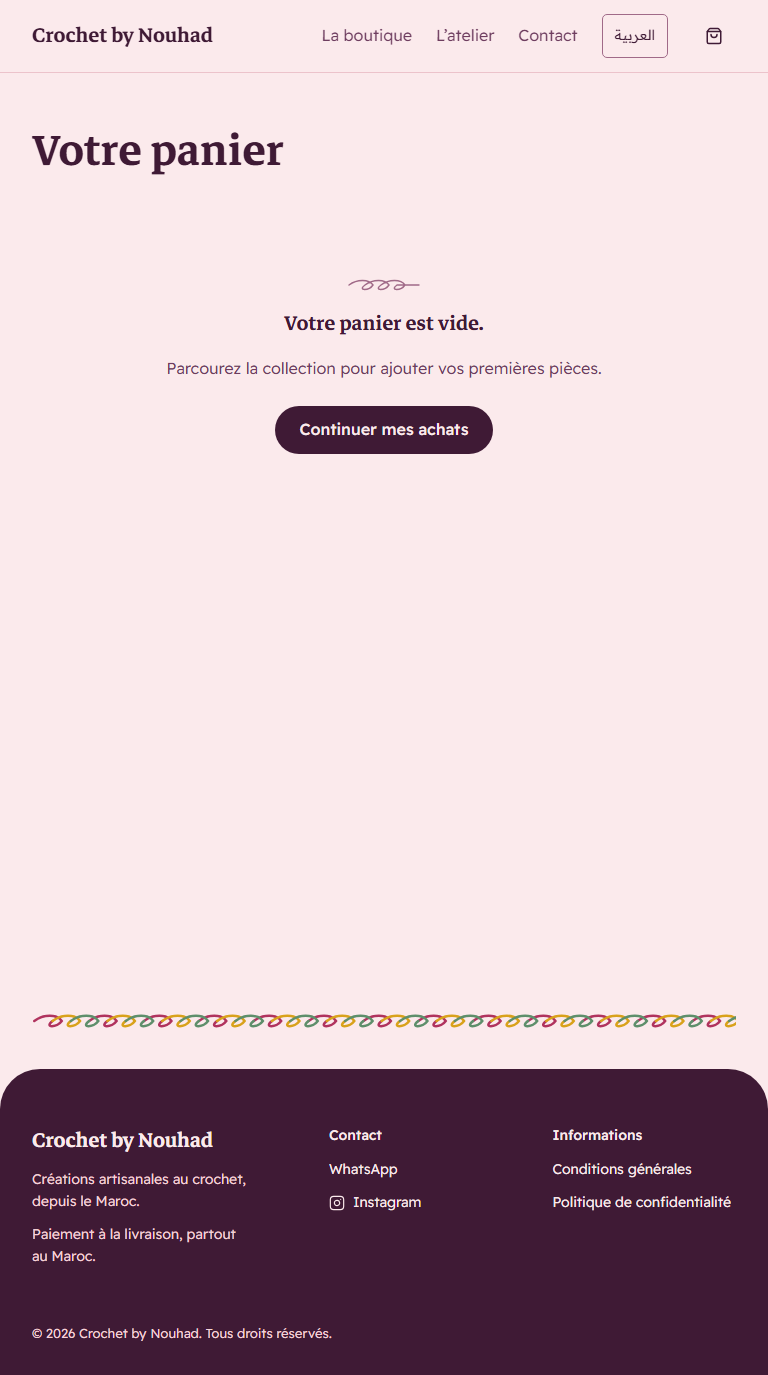 Crochet by Nouhad
La boutique
L’atelier
Contact
العربية
Votre panier
Votre panier est vide.
Parcourez la collection pour ajouter vos premières pièces.
Continuer mes achats
Crochet by Nouhad
Créations artisanales au crochet,
depuis le Maroc.
Paiement à la livraison, partout
au Maroc.
Contact
WhatsApp
Instagram
Informations
Conditions générales
Politique de confidentialité
© 2026 Crochet by Nouhad. Tous droits réservés.